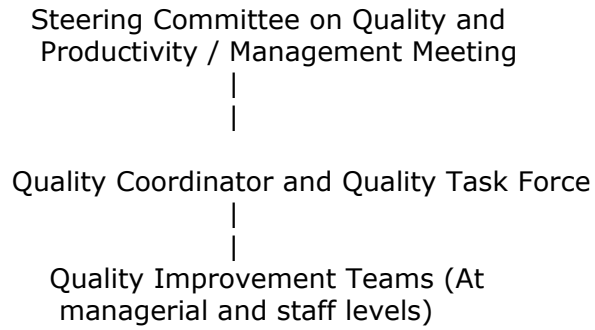 Steering Committee on Quality and
Productivity / Management Meeting
|
|
Quality Coordinator and Quality Task Force
|
|
Quality Improvement Teams (At
managerial and staff levels)